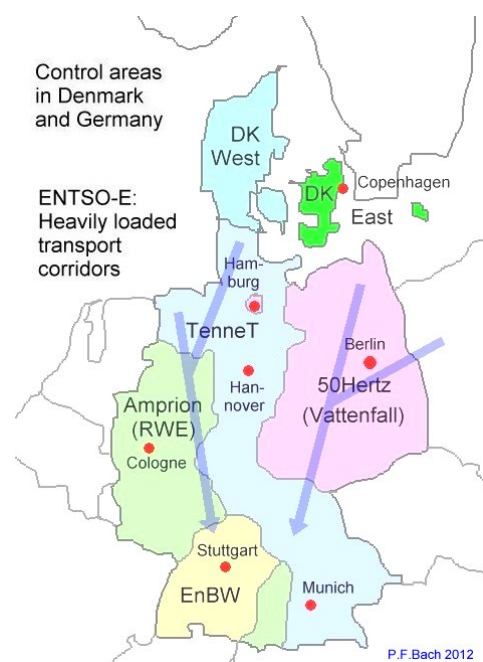 Control areas
in Denmark
and Germany
DK
West
DK
Copenhagen
East
ENTSO-E:
Heavily loaded
transport
corridors
Ham-
burg
TenneT
Berlin
Han-
nover
50Hertz
(Vattenfall)
Amprion
(RWE)
Cologne
Stuttgart
EnBW
Munich
P.F.Bach 2012